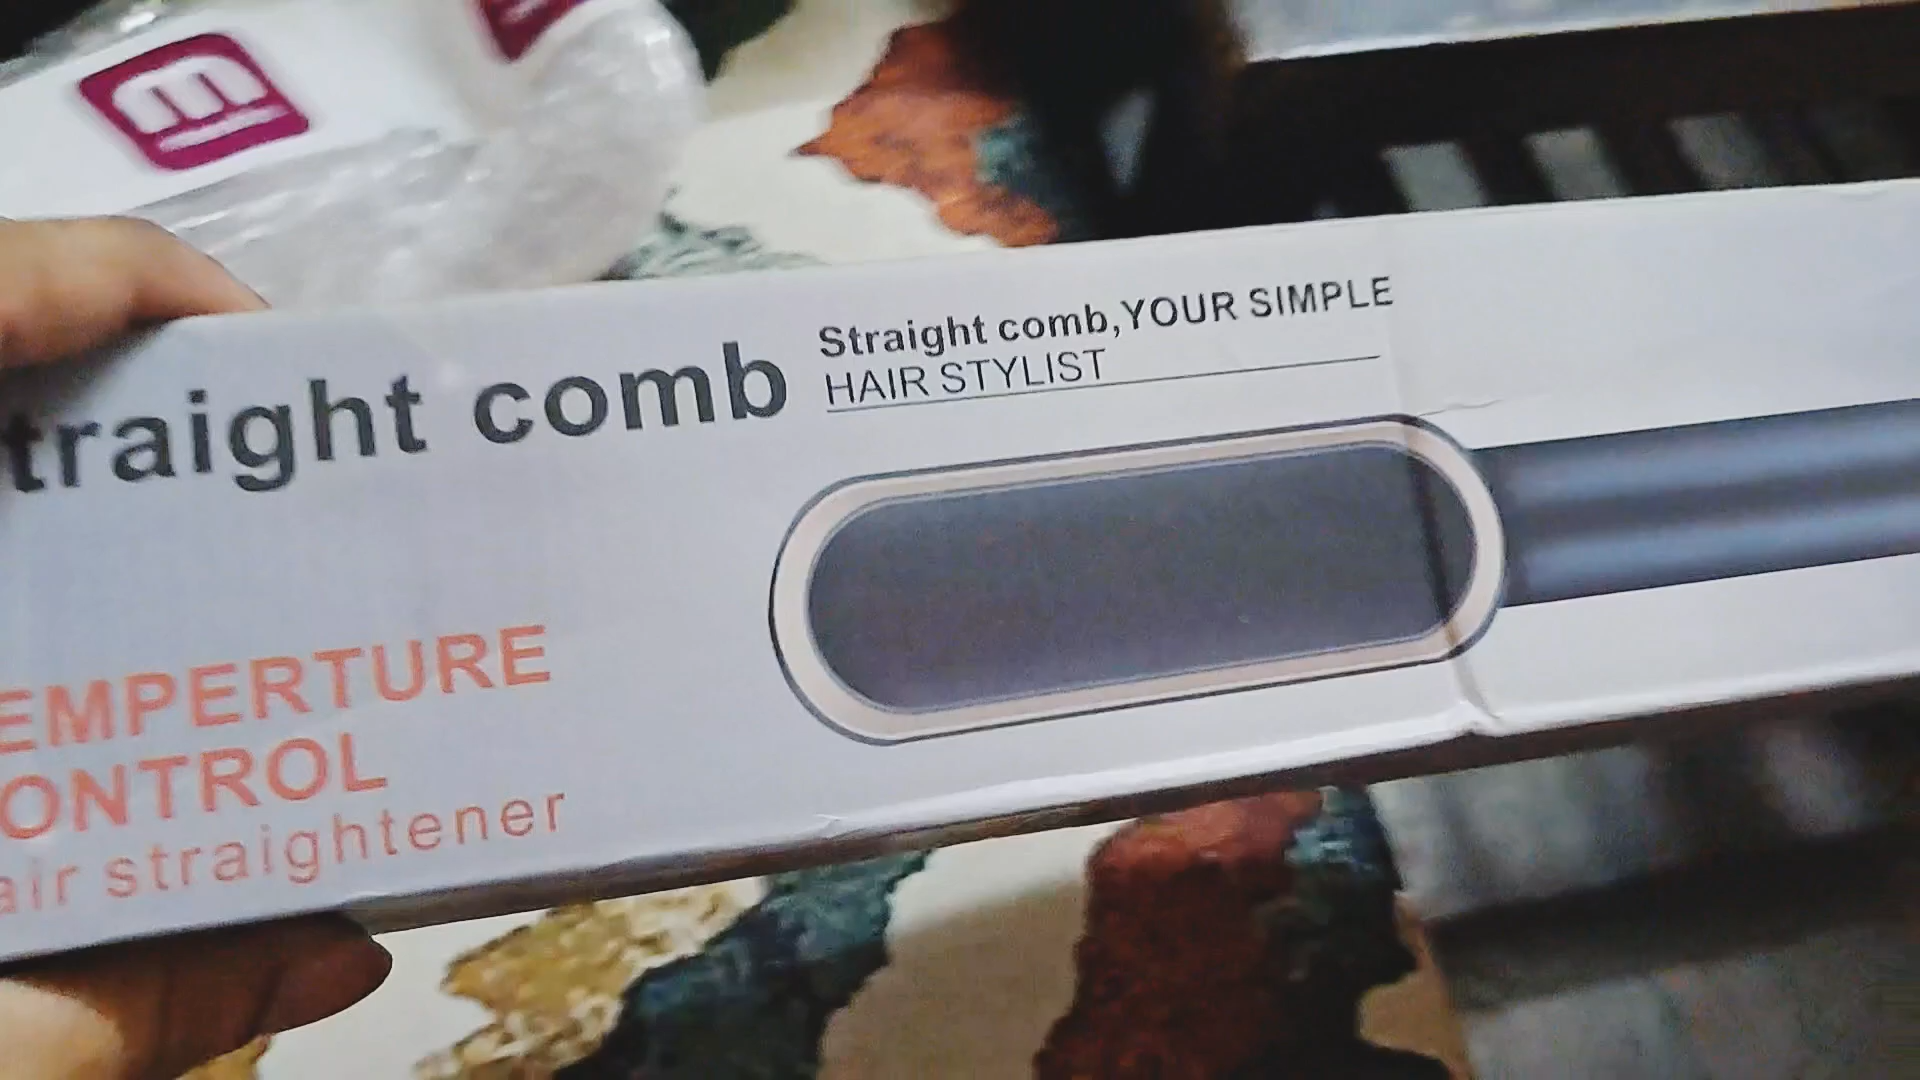 traight comb
Straight comb,YOUR SIMPLE
HAIR STYLIST
EMPERTURE
ONTROL
air straightener
m